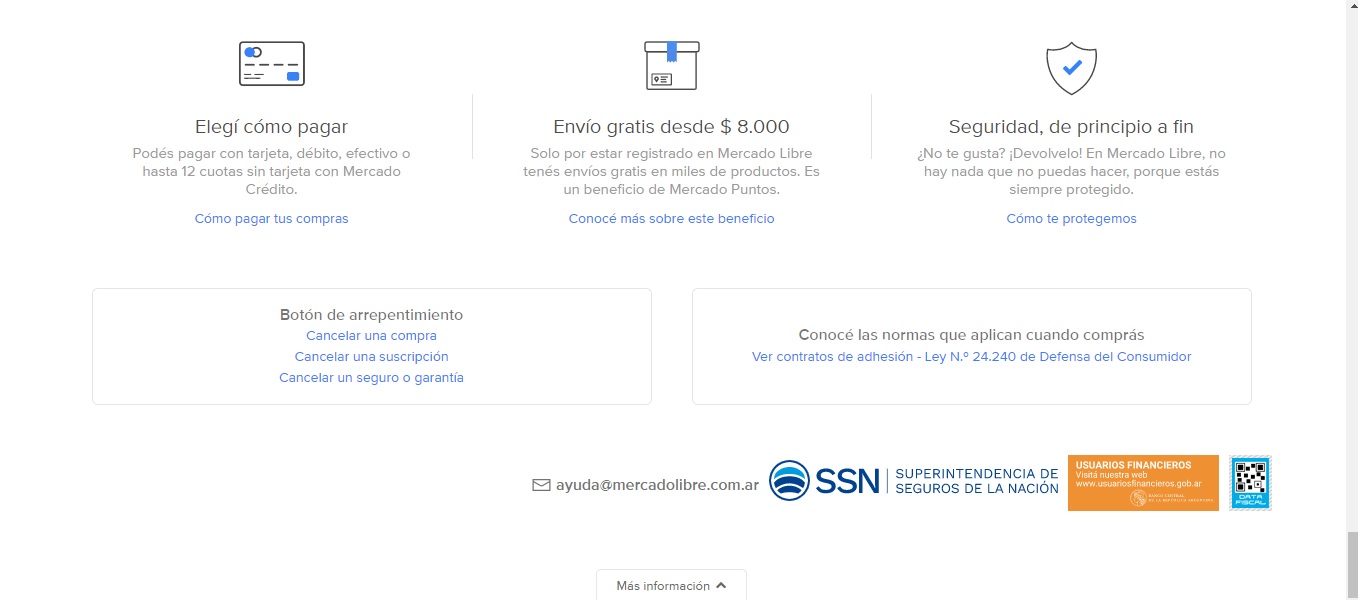 Elegí cómo pagar
Podés pagar con tarjeta, débito, efectivo o
hasta 12 cuotas sin tarjeta con Mercado
Crédito.
Cómo pagar tus compras
Envío gratis desde $ 8.000
Solo por estar registrado en Mercado Libre
tenés envíos gratis en miles de productos. Es
un beneficio de Mercado Puntos.
Conocé más sobre este beneficio
Seguridad, de principio a fin
¿No te gusta? ¡Devolvelo! En Mercado Libre, no
hay nada que no puedas hacer, porque estás
siempre protegido.
Cómo te protegemos
Botón de arrepentimiento
Cancelar una compra
Cancelar una suscripción
Cancelar un seguro o garantía
Conocé las normas que aplican cuando comprás
Ver contratos de adhesión - Ley N.º 24.240 de Defensa del Consumidor
ayuda@mercadolibre.com.ar
SSN
SUPERINTENDENCIA DE
SEGUROS DE LA NACIÓN
USUARIOS FINANCIEROS
Visitá nuestra web
www.usuariosfinancieros.gob.ar
BANCO CENTRAL
DE LA REPÚBLICA ARGENTINA
DATA
FISCAL
Más información